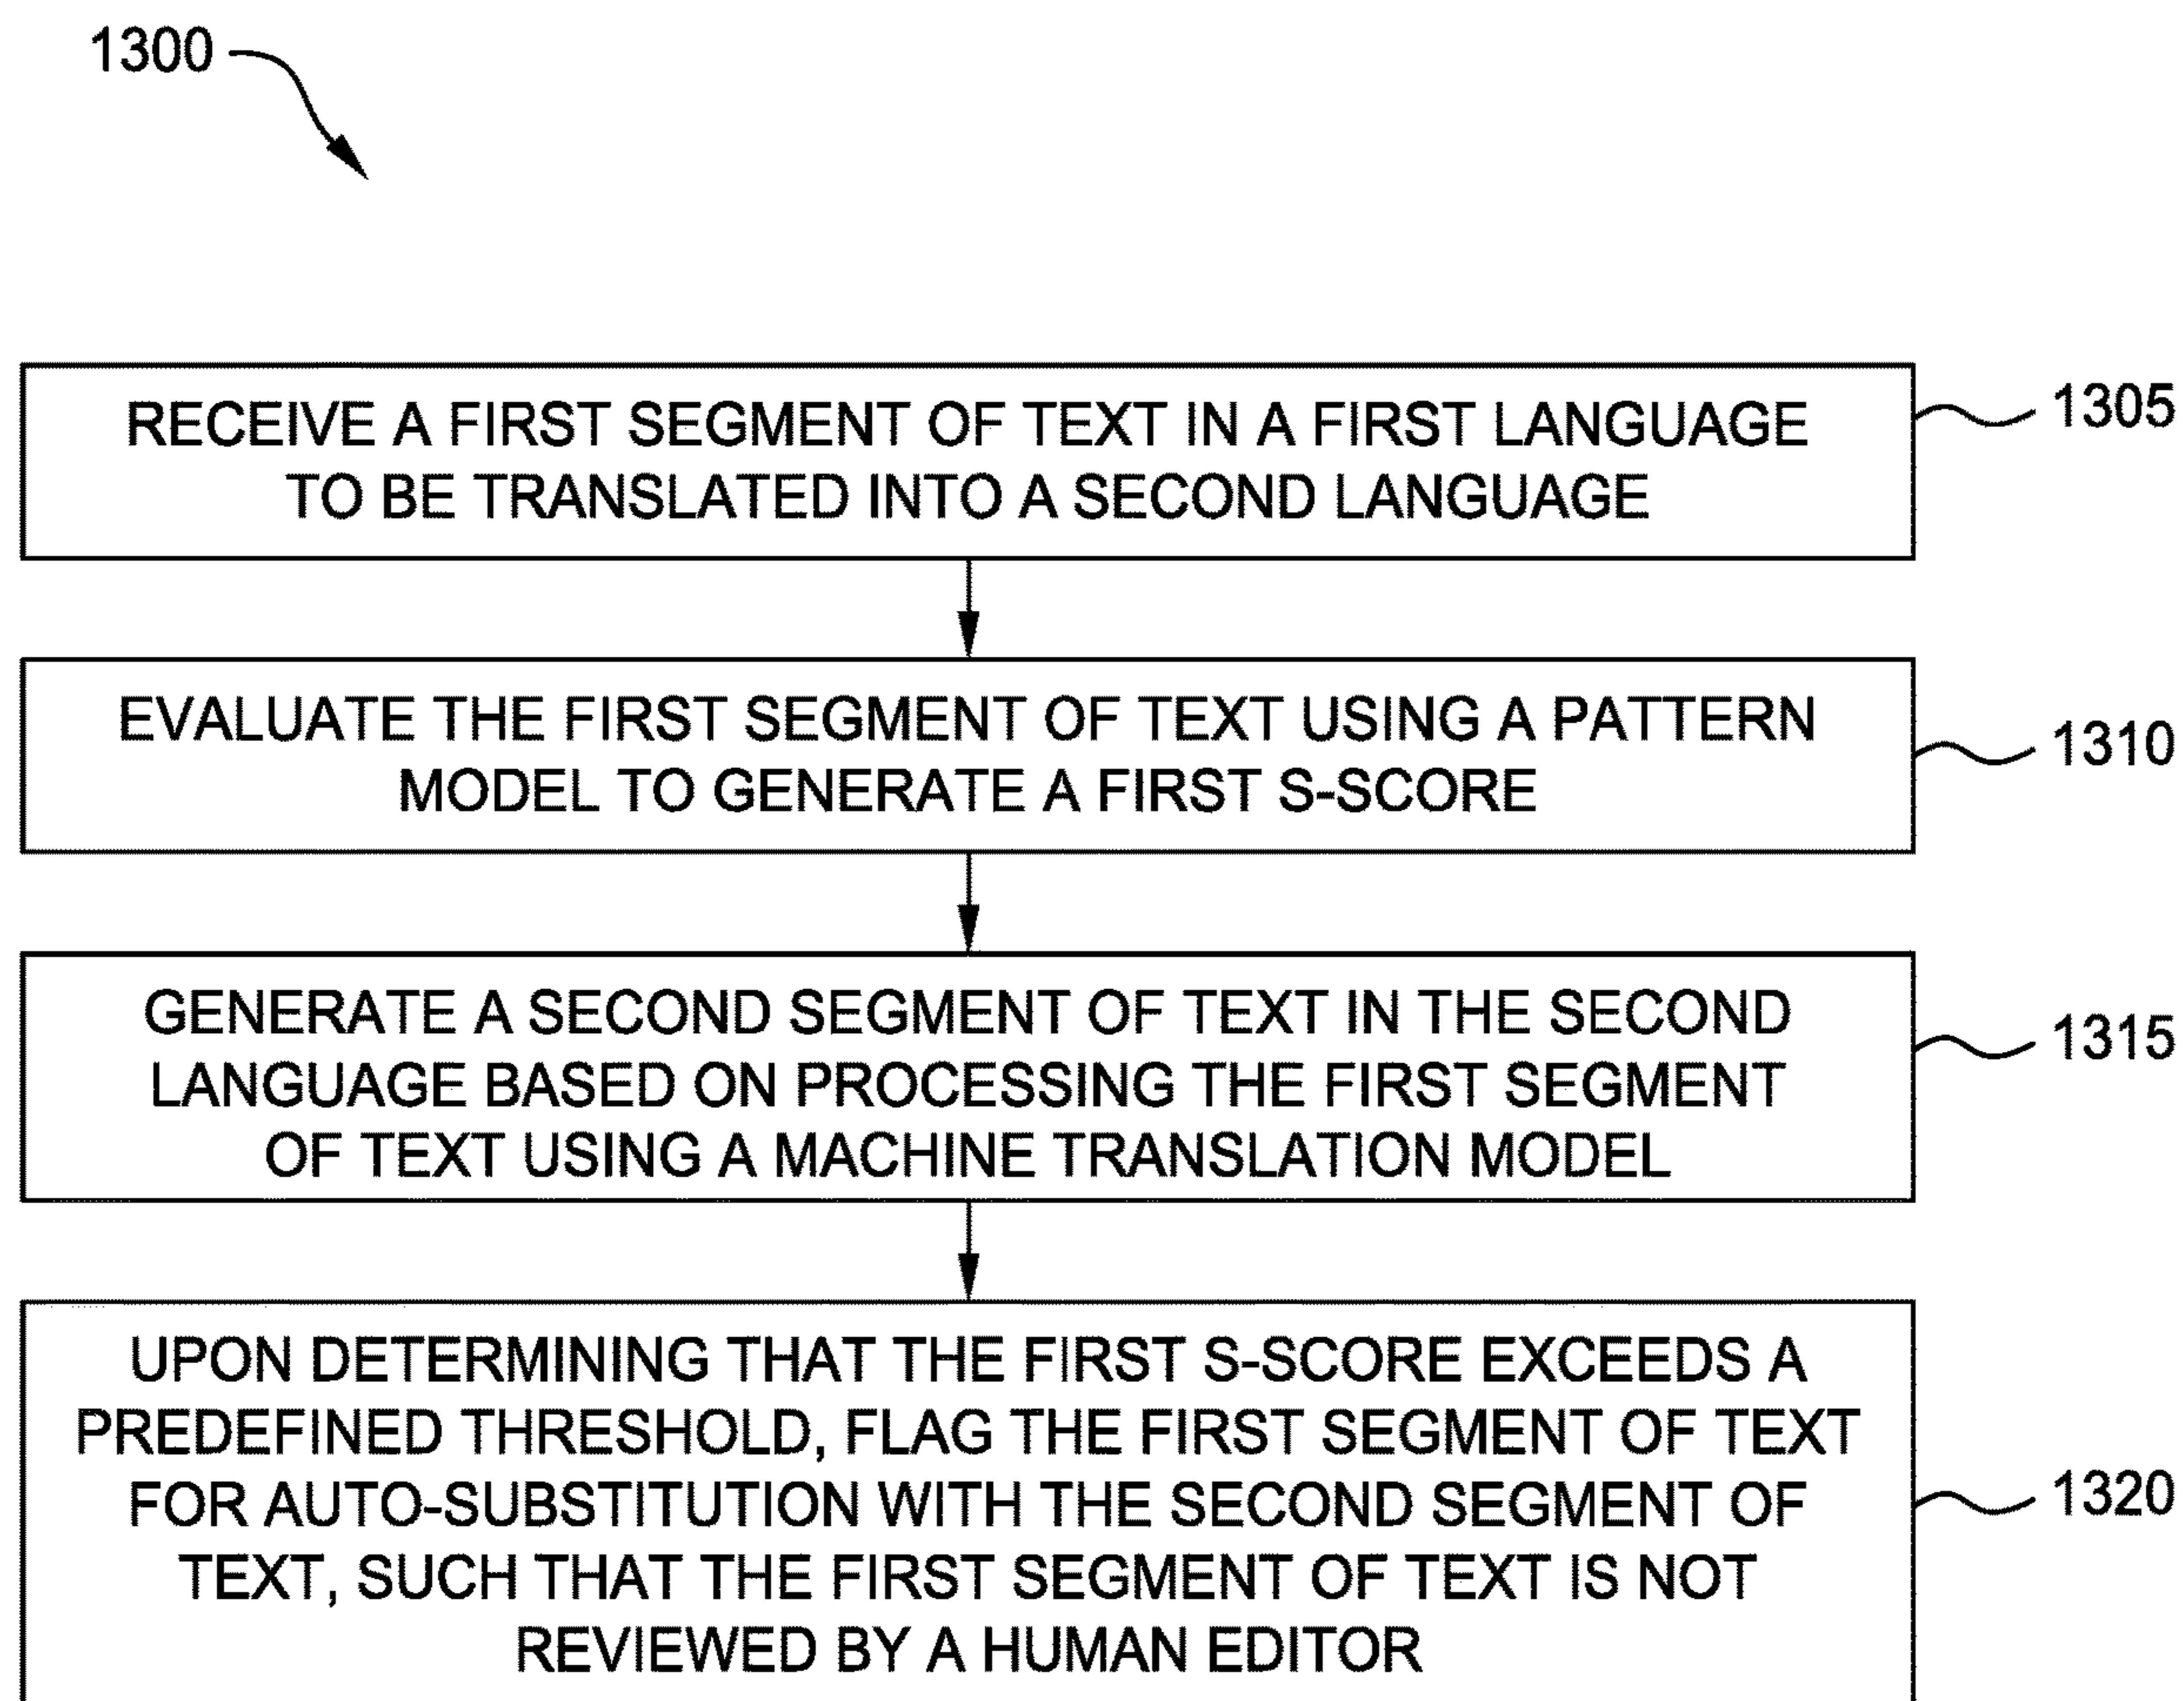 1300
RECEIVE A FIRST SEGMENT OF TEXT IN A FIRST LANGUAGE
TO BE TRANSLATED INTO A SECOND LANGUAGE
1305
EVALUATE THE FIRST SEGMENT OF TEXT USING A PATTERN
MODEL TO GENERATE A FIRST S-SCORE
1310
GENERATE A SECOND SEGMENT OF TEXT IN THE SECOND
LANGUAGE BASED ON PROCESSING THE FIRST SEGMENT
OF TEXT USING A MACHINE TRANSLATION MODEL
1315
UPON DETERMINING THAT THE FIRST S-SCORE EXCEEDS A
PREDEFINED THRESHOLD, FLAG THE FIRST SEGMENT OF TEXT
FOR AUTO-SUBSTITUTION WITH THE SECOND SEGMENT OF
TEXT, SUCH THAT THE FIRST SEGMENT OF TEXT IS NOT
REVIEWED BY A HUMAN EDITOR
1320